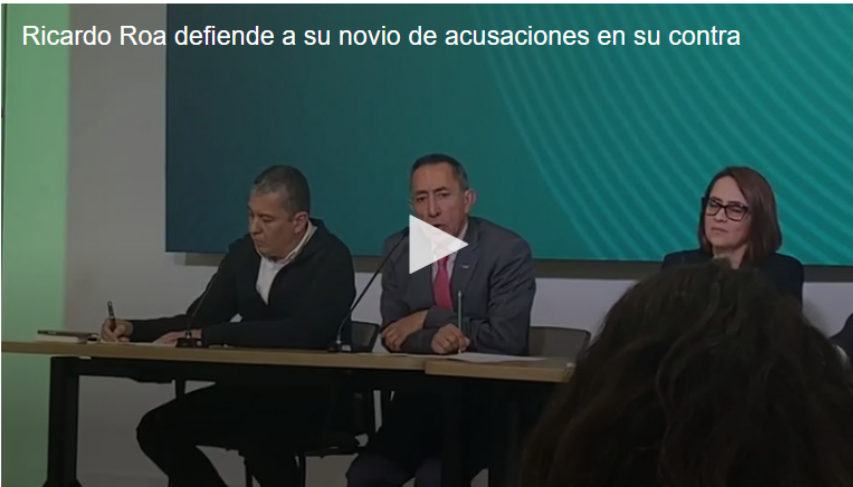 Ricardo Roa defiende a su novio de acusaciones en su contra